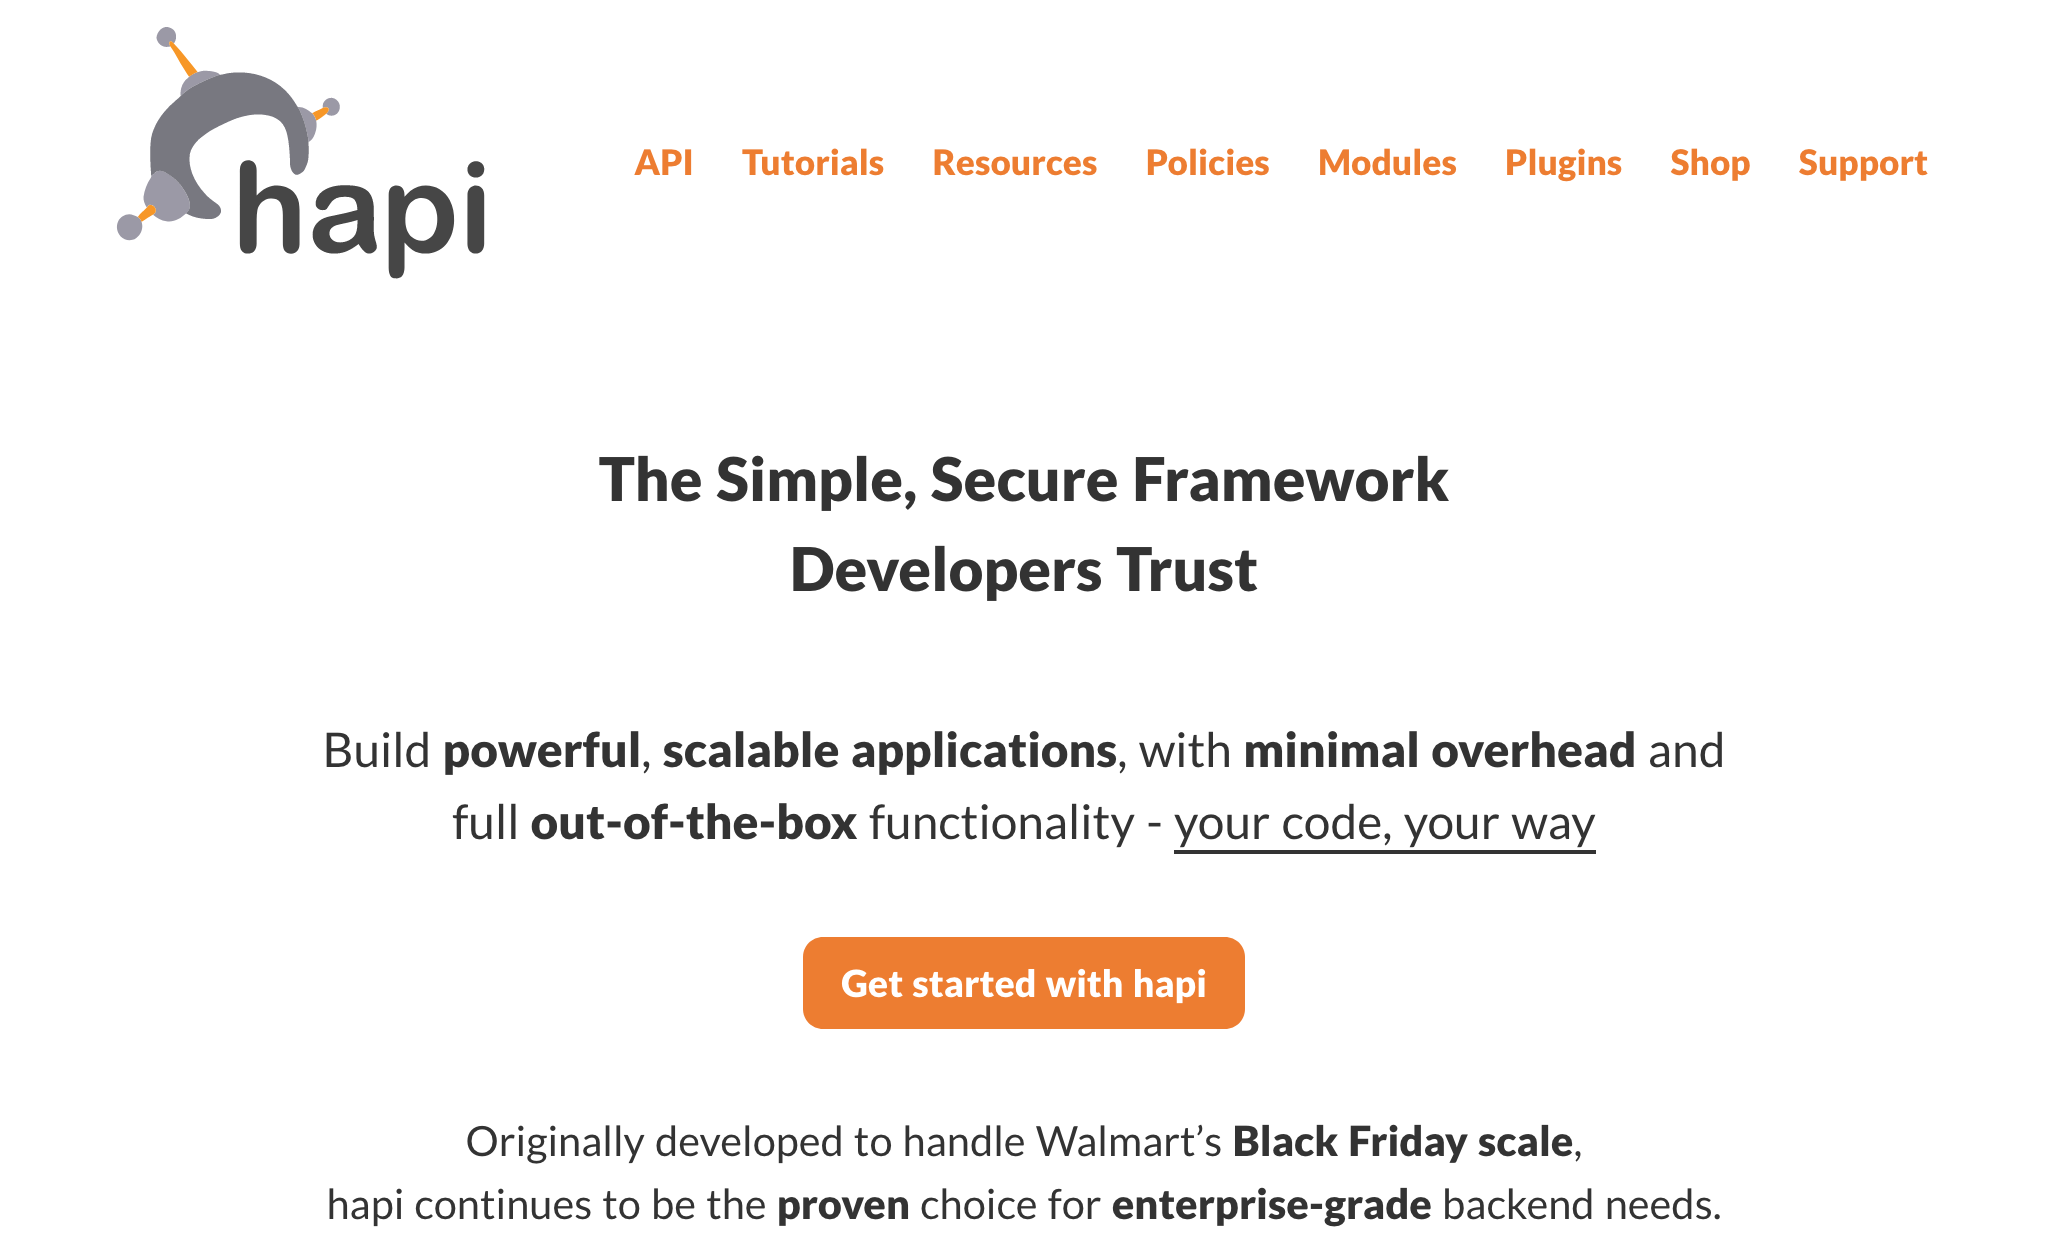 hapi
API Tutorials Resources Policies Modules Plugins Shop Support
The Simple, Secure Framework
Developers Trust
Build powerful, scalable applications, with minimal overhead and
full out-of-the-box functionality - your code, your way
Get started with hapi
Originally developed to handle Walmart’s Black Friday scale,
hapi continues to be the proven choice for enterprise-grade backend needs.